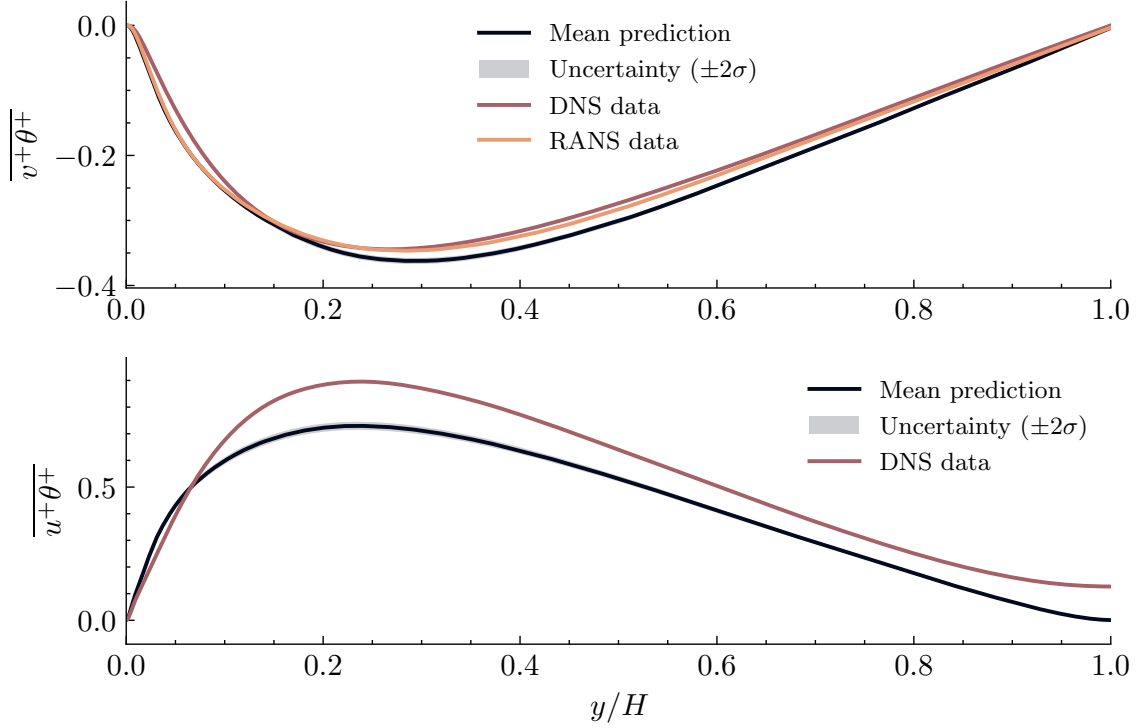 0.0
−0.2
−0.4
v⁺θ⁺
Mean prediction
Uncertainty (±2σ)
DNS data
RANS data
0.0 0.2 0.4 0.6 0.8 1.0
0.5
0.0
u⁺θ⁺
Mean prediction
Uncertainty (±2σ)
DNS data
0.0 0.2 0.4 0.6 0.8 1.0
y/H